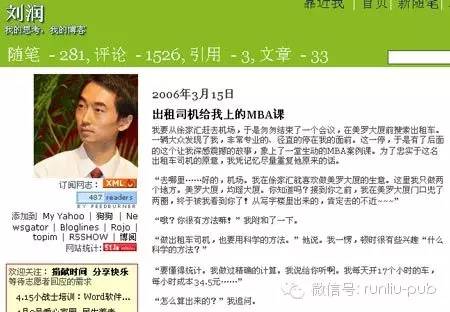 刘润
我的思考，我的博客
靠近我 | 首页 | 新随笔
随笔 - 281, 评论 - 1526, 引用 - 3, 文章 - 33
2006年3月15日
出租司机给我上的MBA课
我要从徐家汇赶去机场，于是匆匆结束了一个会议，在美罗大厦前搜索出租车。
一辆大众发现了我，非常专业的、径直的停在我的面前。这一停，于是有了后面
的这个让我深感震撼的故事，象上了一堂生动的MBA案例课。为了忠实于这名
出租车司机的原意，我凭记忆尽量重复他原来的话。
“去哪里……好的，机场。我在徐家汇就喜欢做美罗大厦的生意。这里我只做两
个地方。美罗大厦，均瑶大厦。你知道吗？接到你之前，我在美罗大厦门口兜了
两圈，终于被我看到你了！从写字楼里出来的，肯定去的不近~~~”
“哦？你很有方法嘛！”我附和了一下。
“做出租车司机，也要用科学的方法。”他说。我一愣，顿时很有些兴趣“什么
科学的方法？”
“要懂得统计。我做过精确的计算。我说给你听啊。我每天开17个小时的车，
每小时成本34.5元……”
“怎么算出来的？”我追问。
订阅网志： XML
487 readers
BY FEEDBURNER
添加到 My Yahoo | 狗狗 | Ne
wsgator | Bloglines | Rojo |
topim | RSSHOW | 博阅
网站统计: 51La
欢迎关注： 捐献时间 分享快乐
等待志愿者回应的需求
4.15小战士培训：Word软件...
微信号: runliu-pub